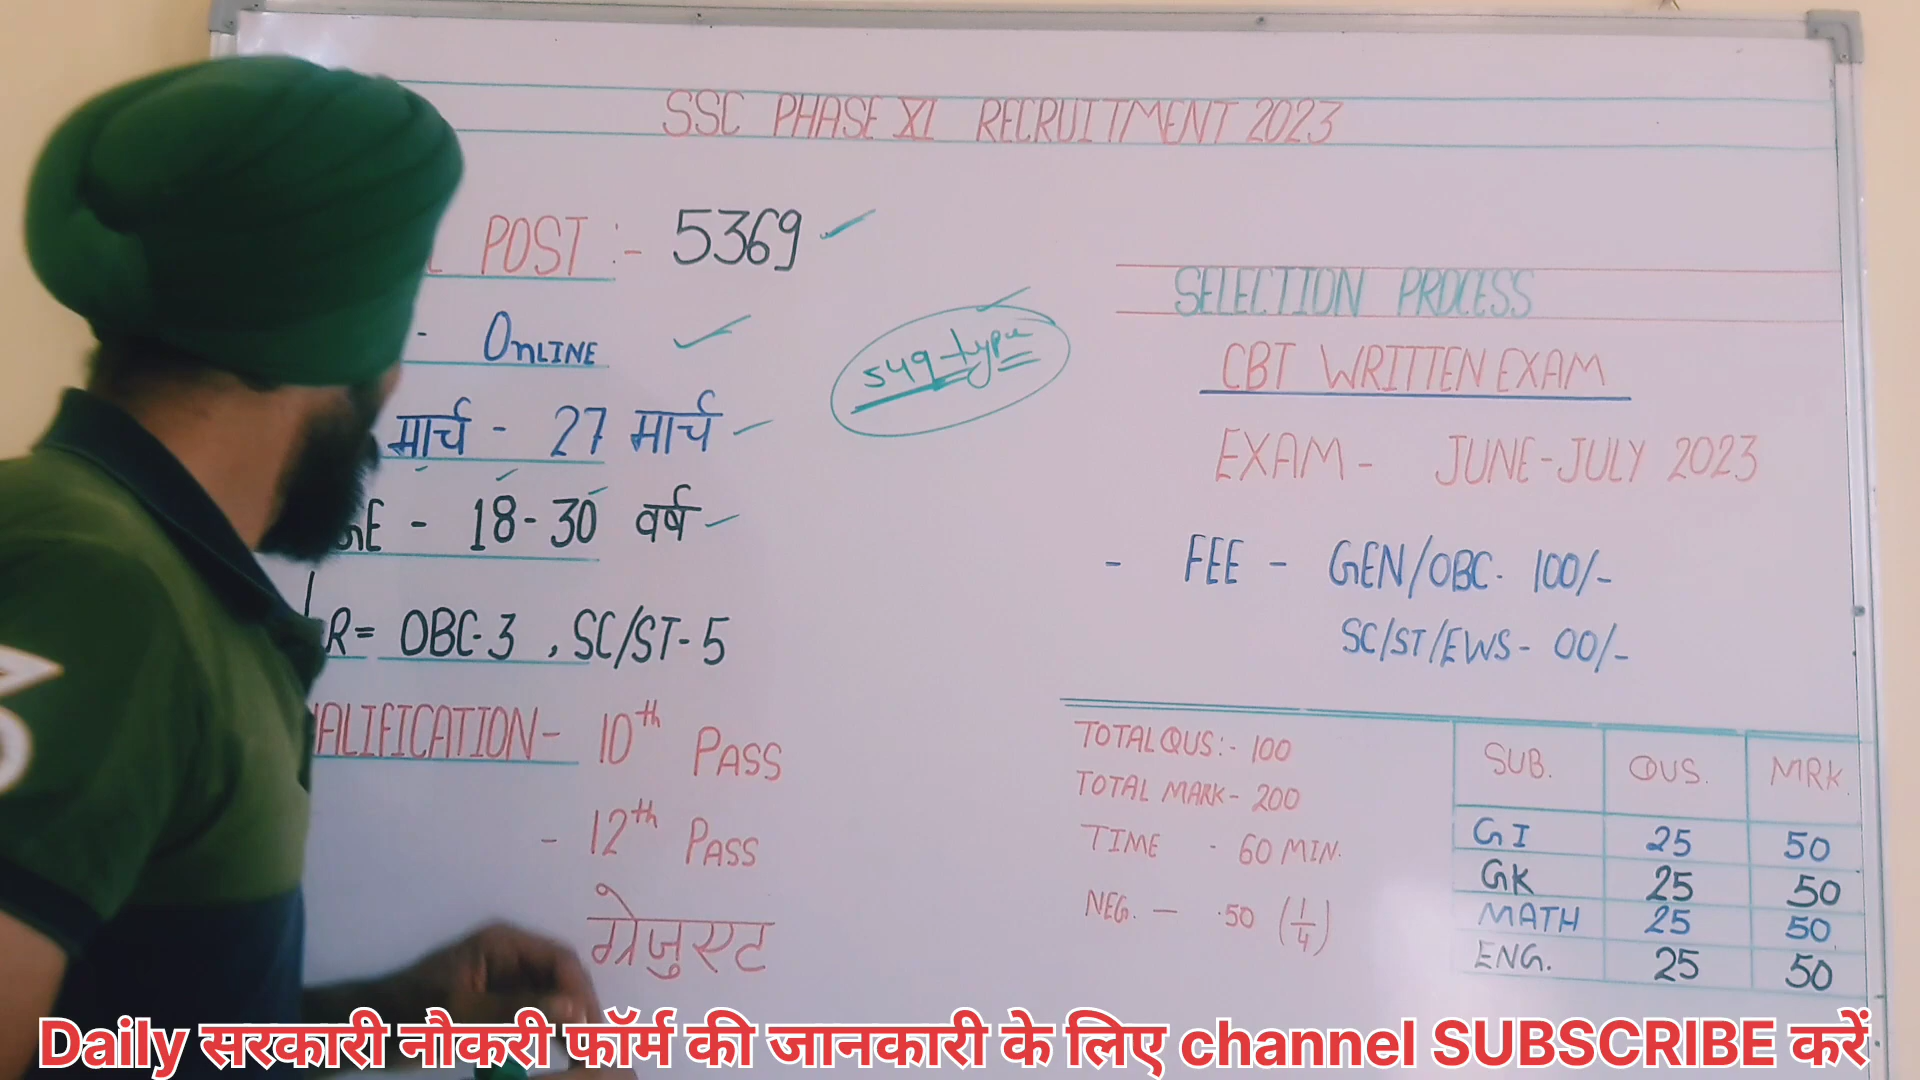 SSC PHASE XI RECRUITMENT 2023
POST :- 5369
- ONLINE
मार्च - 27 मार्च
GE - 18-30 वर्ष
R= OBC-3 , SC/ST-5
ALIFICATION- 10th PASS
- 12th PASS
ग्रेजुएट
549 type
SELECTION PROCESS
CBT WRITTEN EXAM
EXAM - JUNE-JULY 2023
- FEE - GEN/OBC- 100/-
SC/ST/EWS- 00/-
TOTAL QUS:- 100
TOTAL MARK- 200
TIME - 60 MIN.
NEG. - .50 (1/4)
SUB. QUS. MRK.
GI 25 50
GK 25 50
MATH 25 50
ENG. 25 50
Daily सरकारी नौकरी फॉर्म की जानकारी के लिए channel SUBSCRIBE करें